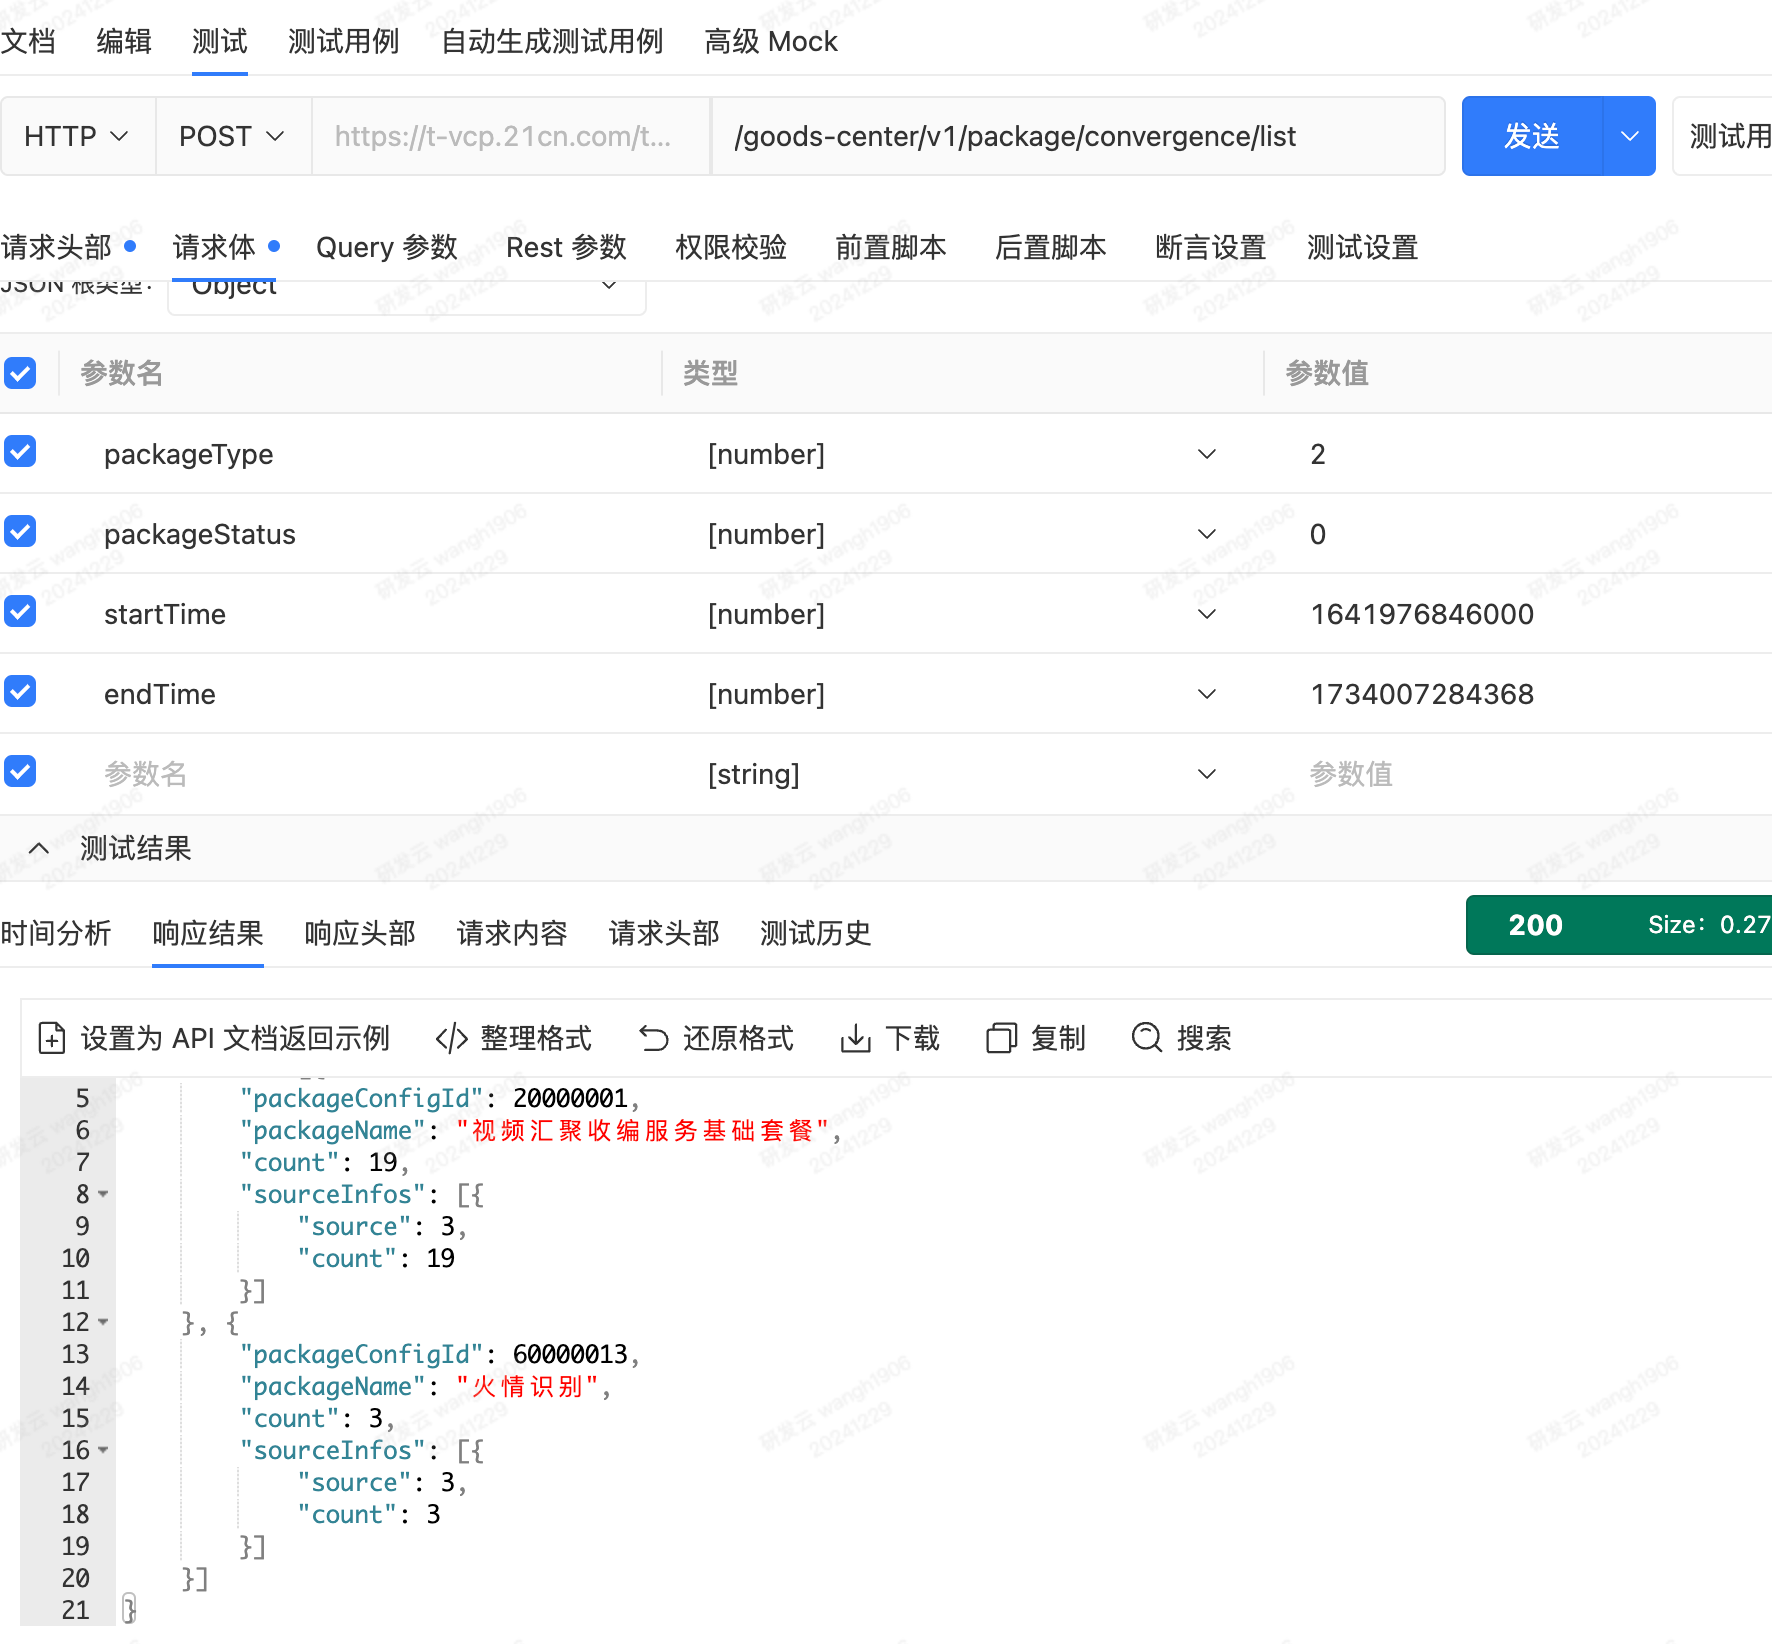 文档 编辑 测试 测试用例 自动生成测试用例 高级 Mock
HTTP POST https://t-vcp.21cn.com/t... /goods-center/v1/package/convergence/list 发送 测试用
请求头部 请求体 Query 参数 Rest 参数 权限校验 前置脚本 后置脚本 断言设置 测试设置
JSON 根类型: Object
参数名 类型 参数值
packageType [number] 2
packageStatus [number] 0
startTime [number] 1641976846000
endTime [number] 1734007284368
参数名 [string] 参数值
测试结果
时间分析 响应结果 响应头部 请求内容 请求头部 测试历史 200 Size: 0.27
设置为 API 文档返回示例 </> 整理格式 还原格式 下载 复制 搜索
5 "packageConfigId": 20000001,
6 "packageName": "视频汇聚收编服务基础套餐",
7 "count": 19,
8 "sourceInfos": [{
9 "source": 3,
10 "count": 19
11 }]
12 }, {
13 "packageConfigId": 60000013,
14 "packageName": "火情识别",
15 "count": 3,
16 "sourceInfos": [{
17 "source": 3,
18 "count": 3
19 }]
20 }]
21 }
研发云 wangh1906
20241229